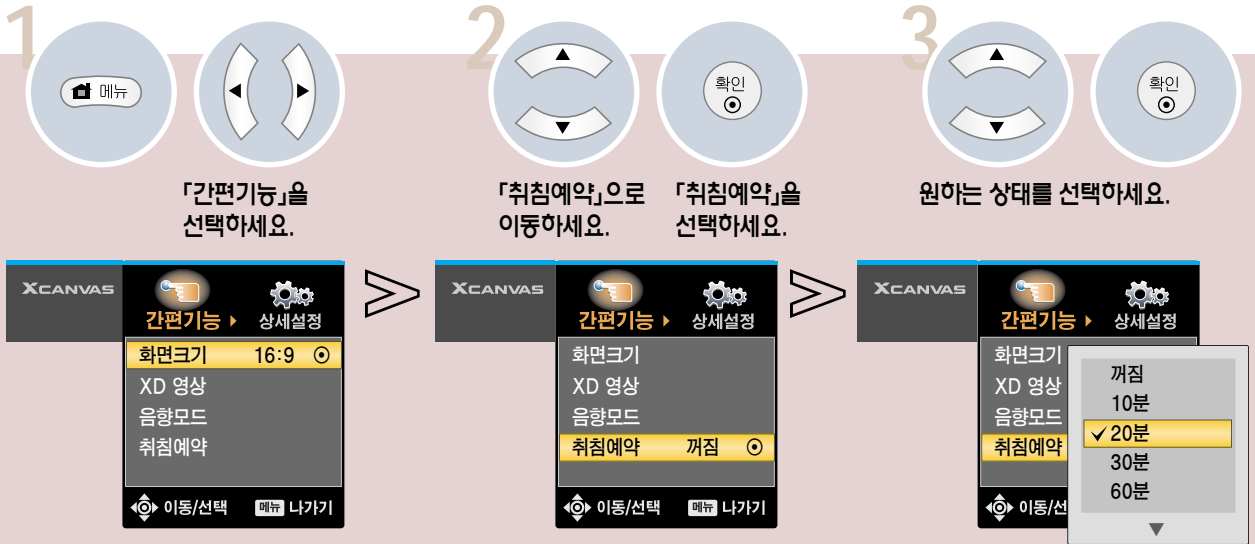 1
메뉴
「간편기능」을
선택하세요.
2
확인
「취침예약」으로
이동하세요.
「취침예약」을
선택하세요.
3
확인
원하는 상태를 선택하세요.
XCANVAS
간편기능
상세설정
화면크기 16:9
XD 영상
음향모드
취침예약
이동/선택 메뉴 나가기
XCANVAS
간편기능
상세설정
화면크기
XD 영상
음향모드
취침예약 꺼짐
이동/선택 메뉴 나가기
XCANVAS
간편기능
상세설정
화면크기
XD 영상
음향모드
취침예약
이동/선
꺼짐
10분
20분
30분
60분